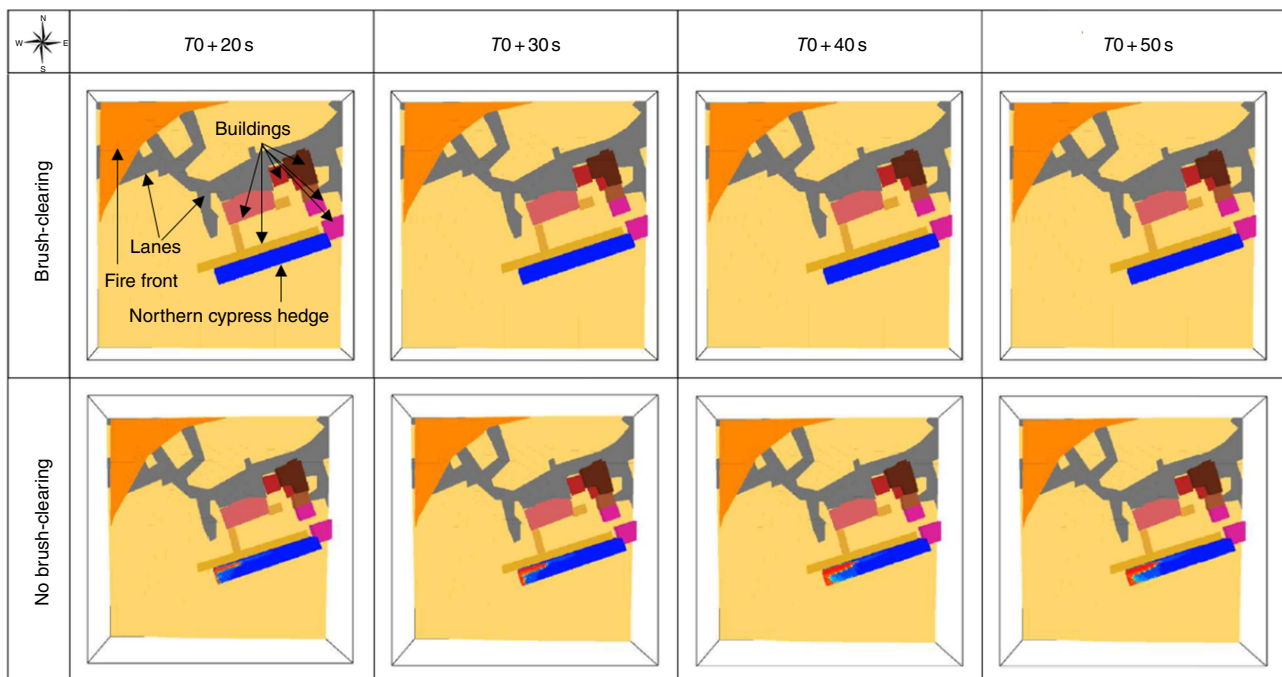 N
W E
S
T0 + 20 s
T0 + 30 s
T0 + 40 s
T0 + 50 s
Brush-clearing
Buildings
Lanes
Fire front
Northern cypress hedge
No brush-clearing